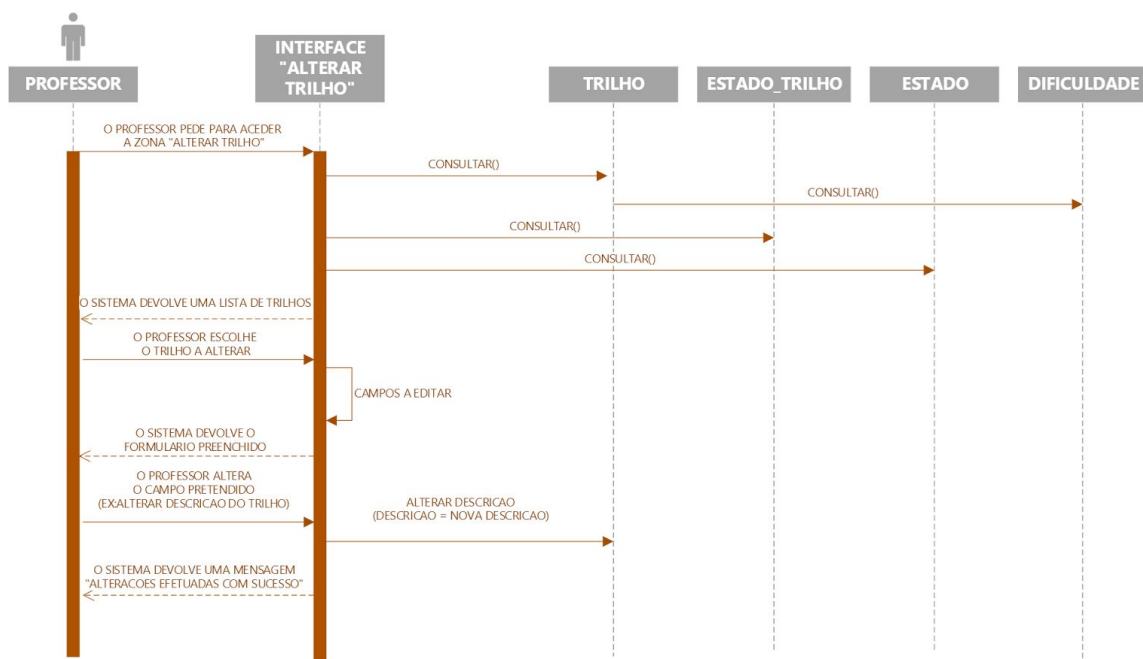 PROFESSOR
INTERFACE
"ALTERAR
TRILHO"
TRILHO
ESTADO_TRILHO
ESTADO
DIFICULDADE
O PROFESSOR PEDE PARA ACEDER
A ZONA "ALTERAR TRILHO"
CONSULTAR()
CONSULTAR()
CONSULTAR()
CONSULTAR()
O SISTEMA DEVOLVE UMA LISTA DE TRILHOS
O PROFESSOR ESCOLHE
O TRILHO A ALTERAR
CAMPOS A EDITAR
O SISTEMA DEVOLVE O
FORMULARIO PREENCHIDO
O PROFESSOR ALTERA
O CAMPO PRETENDIDO
(EX:ALTERAR DESCRICAO DO TRILHO)
ALTERAR DESCRICAO
(DESCRICAO = NOVA DESCRICAO)
O SISTEMA DEVOLVE UMA MENSAGEM
"ALTERACOES EFETUADAS COM SUCESSO"